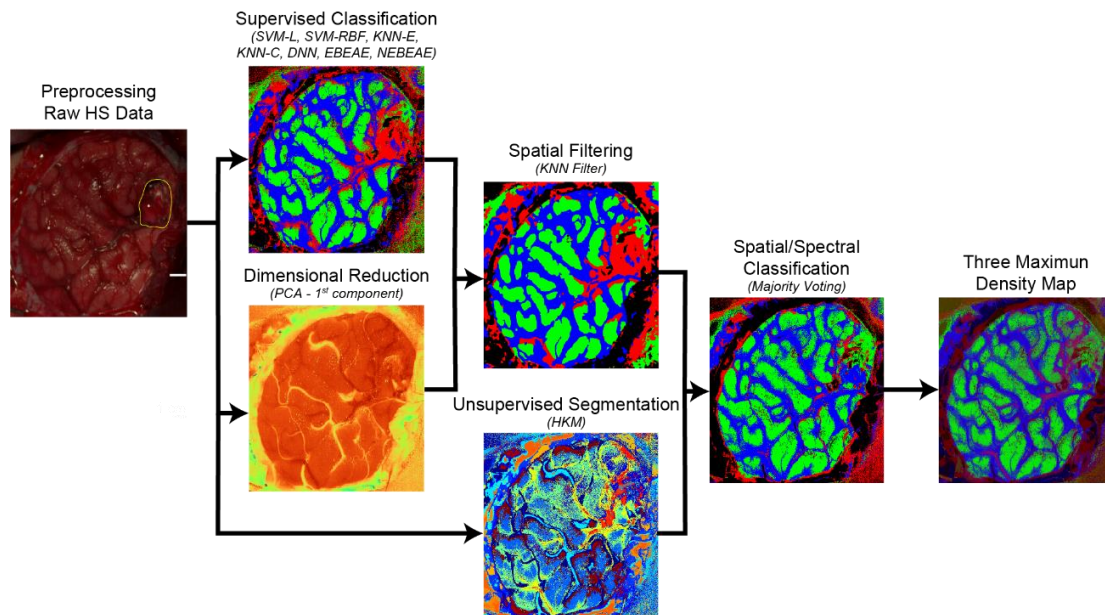 Supervised Classification
(SVM-L, SVM-RBF, KNN-E,
KNN-C, DNN, EBEAE, NEBEAE)
Preprocessing
Raw HS Data
Spatial Filtering
(KNN Filter)
Dimensional Reduction
(PCA - 1st component)
Spatial/Spectral
Classification
(Majority Voting)
Three Maximun
Density Map
Unsupervised Segmentation
(HKM)